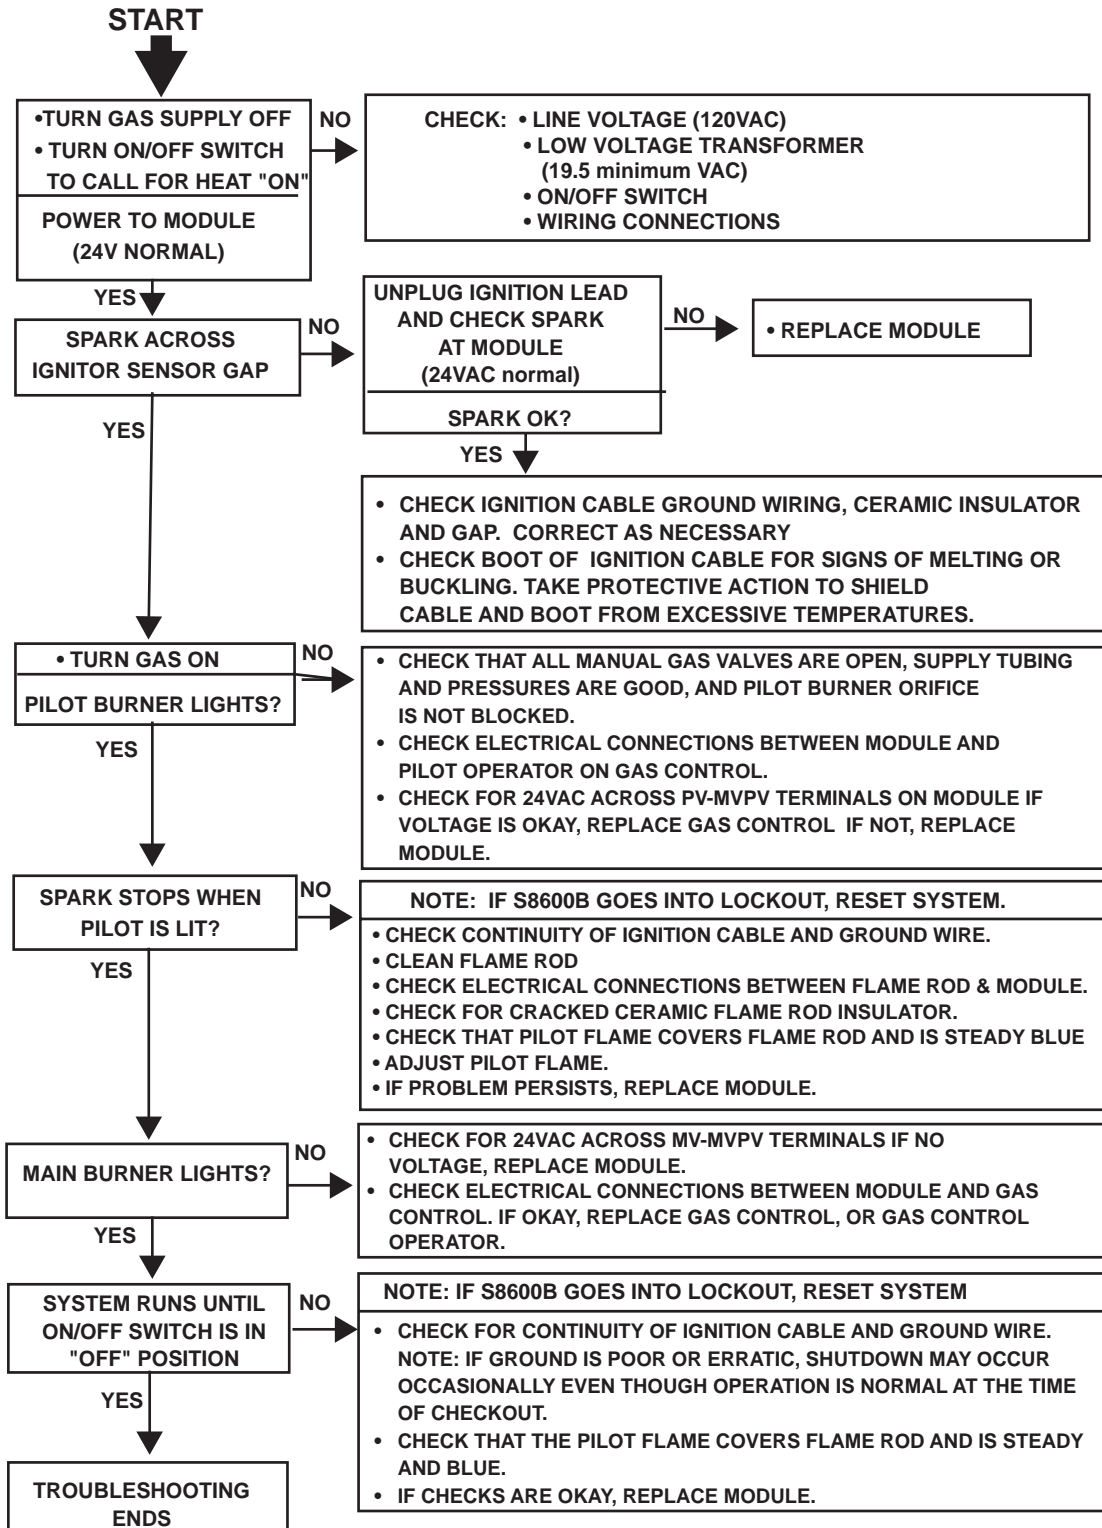 START
•TURN GAS SUPPLY OFF
• TURN ON/OFF SWITCH
TO CALL FOR HEAT "ON"
POWER TO MODULE
(24V NORMAL)
NO
CHECK: • LINE VOLTAGE (120VAC)
• LOW VOLTAGE TRANSFORMER
(19.5 minimum VAC)
• ON/OFF SWITCH
• WIRING CONNECTIONS
YES
SPARK ACROSS
IGNITOR SENSOR GAP
NO
UNPLUG IGNITION LEAD
AND CHECK SPARK
AT MODULE
(24VAC normal)
SPARK OK?
NO
• REPLACE MODULE
YES
• CHECK IGNITION CABLE GROUND WIRING, CERAMIC INSULATOR
AND GAP. CORRECT AS NECESSARY
• CHECK BOOT OF IGNITION CABLE FOR SIGNS OF MELTING OR
BUCKLING. TAKE PROTECTIVE ACTION TO SHIELD
CABLE AND BOOT FROM EXCESSIVE TEMPERATURES.
YES
• TURN GAS ON
PILOT BURNER LIGHTS?
NO
• CHECK THAT ALL MANUAL GAS VALVES ARE OPEN, SUPPLY TUBING
AND PRESSURES ARE GOOD, AND PILOT BURNER ORIFICE
IS NOT BLOCKED.
• CHECK ELECTRICAL CONNECTIONS BETWEEN MODULE AND
PILOT OPERATOR ON GAS CONTROL.
• CHECK FOR 24VAC ACROSS PV-MVPV TERMINALS ON MODULE IF
VOLTAGE IS OKAY, REPLACE GAS CONTROL IF NOT, REPLACE
MODULE.
YES
SPARK STOPS WHEN
PILOT IS LIT?
NO
NOTE: IF S8600B GOES INTO LOCKOUT, RESET SYSTEM.
• CHECK CONTINUITY OF IGNITION CABLE AND GROUND WIRE.
• CLEAN FLAME ROD
• CHECK ELECTRICAL CONNECTIONS BETWEEN FLAME ROD & MODULE.
• CHECK FOR CRACKED CERAMIC FLAME ROD INSULATOR.
• CHECK THAT PILOT FLAME COVERS FLAME ROD AND IS STEADY BLUE
• ADJUST PILOT FLAME.
• IF PROBLEM PERSISTS, REPLACE MODULE.
YES
MAIN BURNER LIGHTS?
NO
• CHECK FOR 24VAC ACROSS MV-MVPV TERMINALS IF NO
VOLTAGE, REPLACE MODULE.
• CHECK ELECTRICAL CONNECTIONS BETWEEN MODULE AND GAS
CONTROL. IF OKAY, REPLACE GAS CONTROL, OR GAS CONTROL
OPERATOR.
YES
SYSTEM RUNS UNTIL
ON/OFF SWITCH IS IN
"OFF" POSITION
NO
NOTE: IF S8600B GOES INTO LOCKOUT, RESET SYSTEM
• CHECK FOR CONTINUITY OF IGNITION CABLE AND GROUND WIRE.
NOTE: IF GROUND IS POOR OR ERRATIC, SHUTDOWN MAY OCCUR
OCCASIONALLY EVEN THOUGH OPERATION IS NORMAL AT THE TIME
OF CHECKOUT.
• CHECK THAT THE PILOT FLAME COVERS FLAME ROD AND IS STEADY
AND BLUE.
• IF CHECKS ARE OKAY, REPLACE MODULE.
YES
TROUBLESHOOTING
ENDS